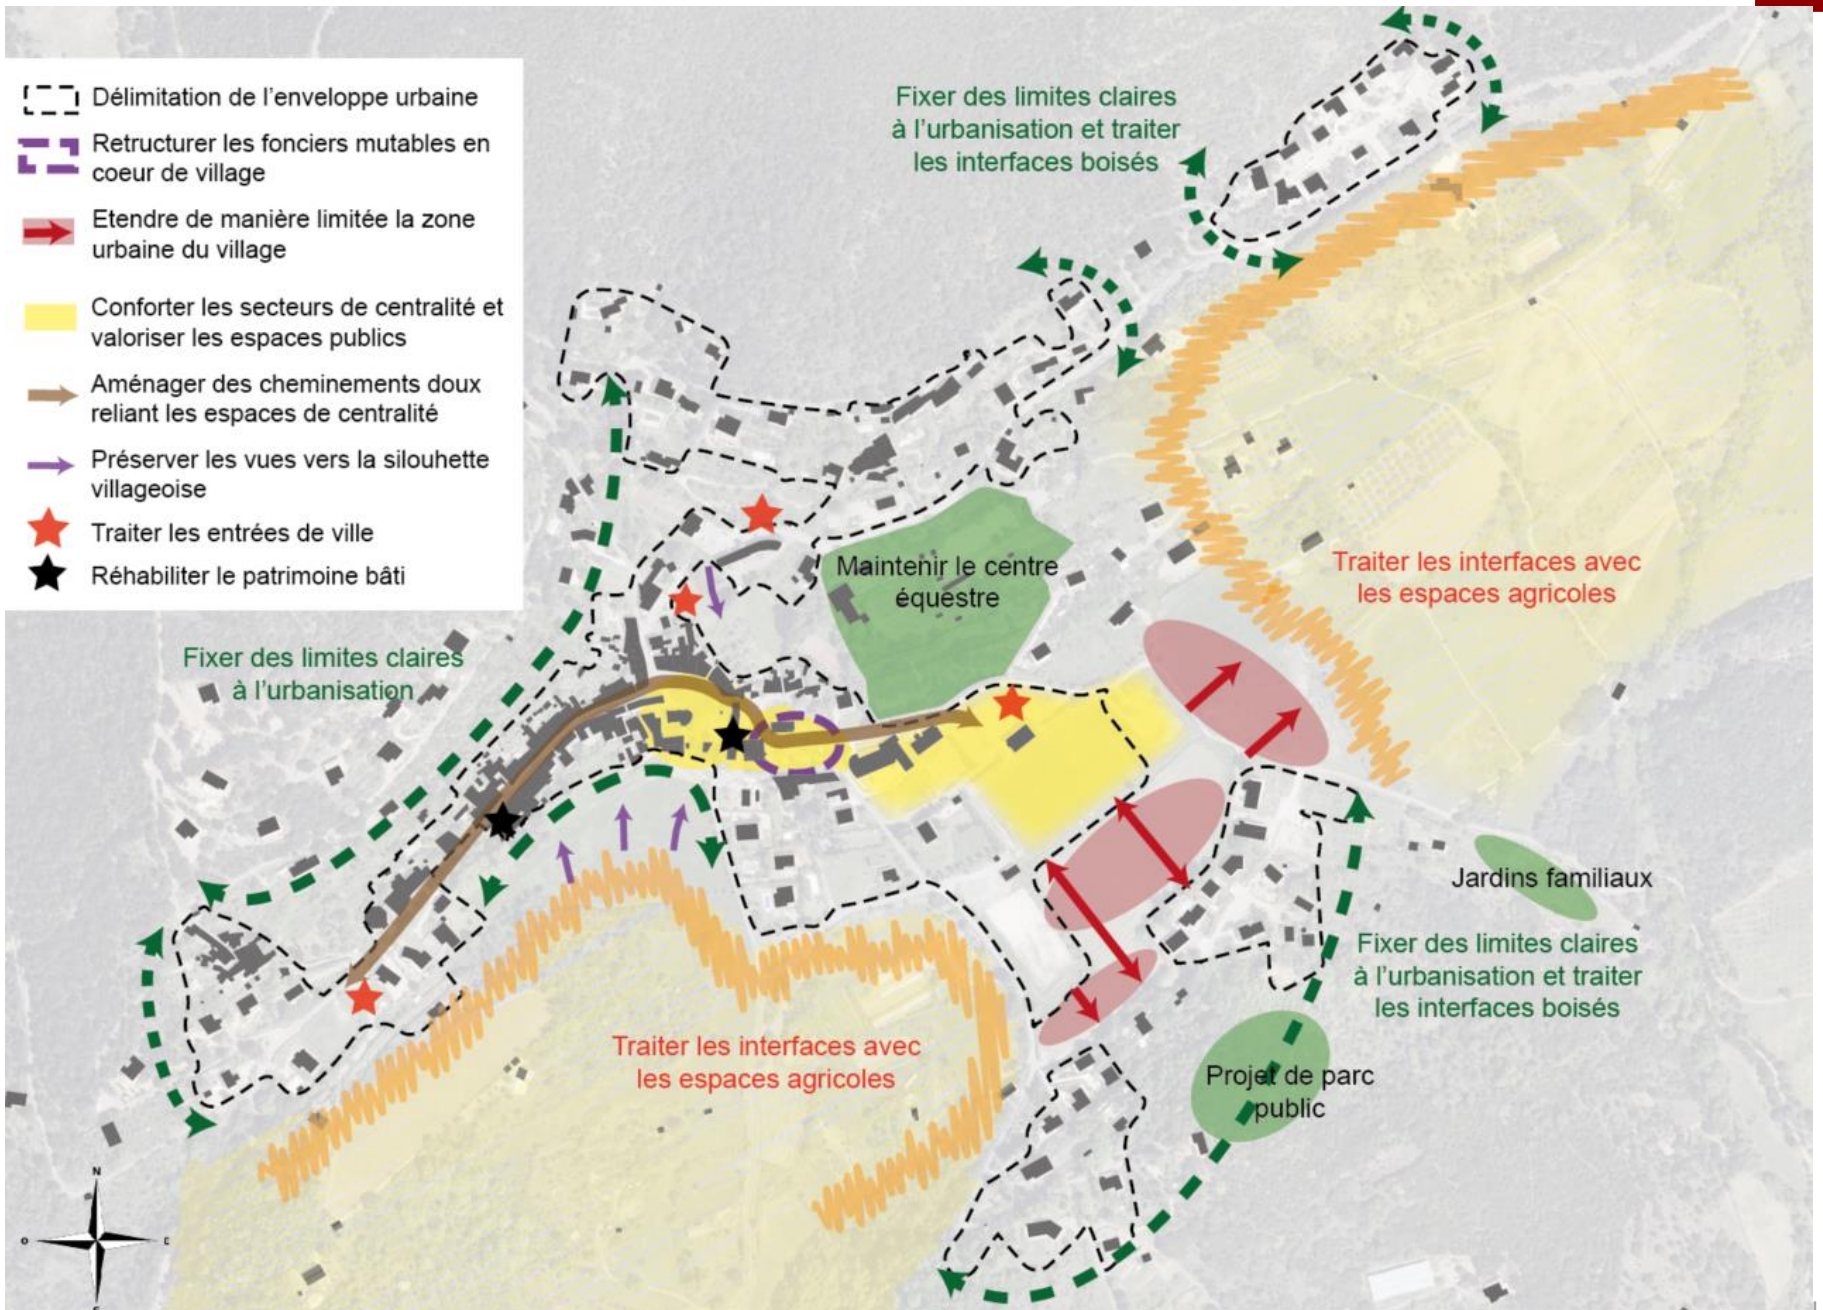 Délimitation de l'enveloppe urbaine
Retructurer les fonciers mutables en
coeur de village
Etendre de manière limitée la zone
urbaine du village
Conforter les secteurs de centralité et
valoriser les espaces publics
Aménager des cheminements doux
reliant les espaces de centralité
Préserver les vues vers la silouhette
villageoise
Traiter les entrées de ville
Réhabiliter le patrimoine bâti
Fixer des limites claires
à l'urbanisation et traiter
les interfaces boisés
Maintenir le centre
équestre
Traiter les interfaces avec
les espaces agricoles
Fixer des limites claires
à l'urbanisation
Jardins familiaux
Fixer des limites claires
à l'urbanisation et traiter
les interfaces boisés
Traiter les interfaces avec
les espaces agricoles
Projet de parc
public
N
O